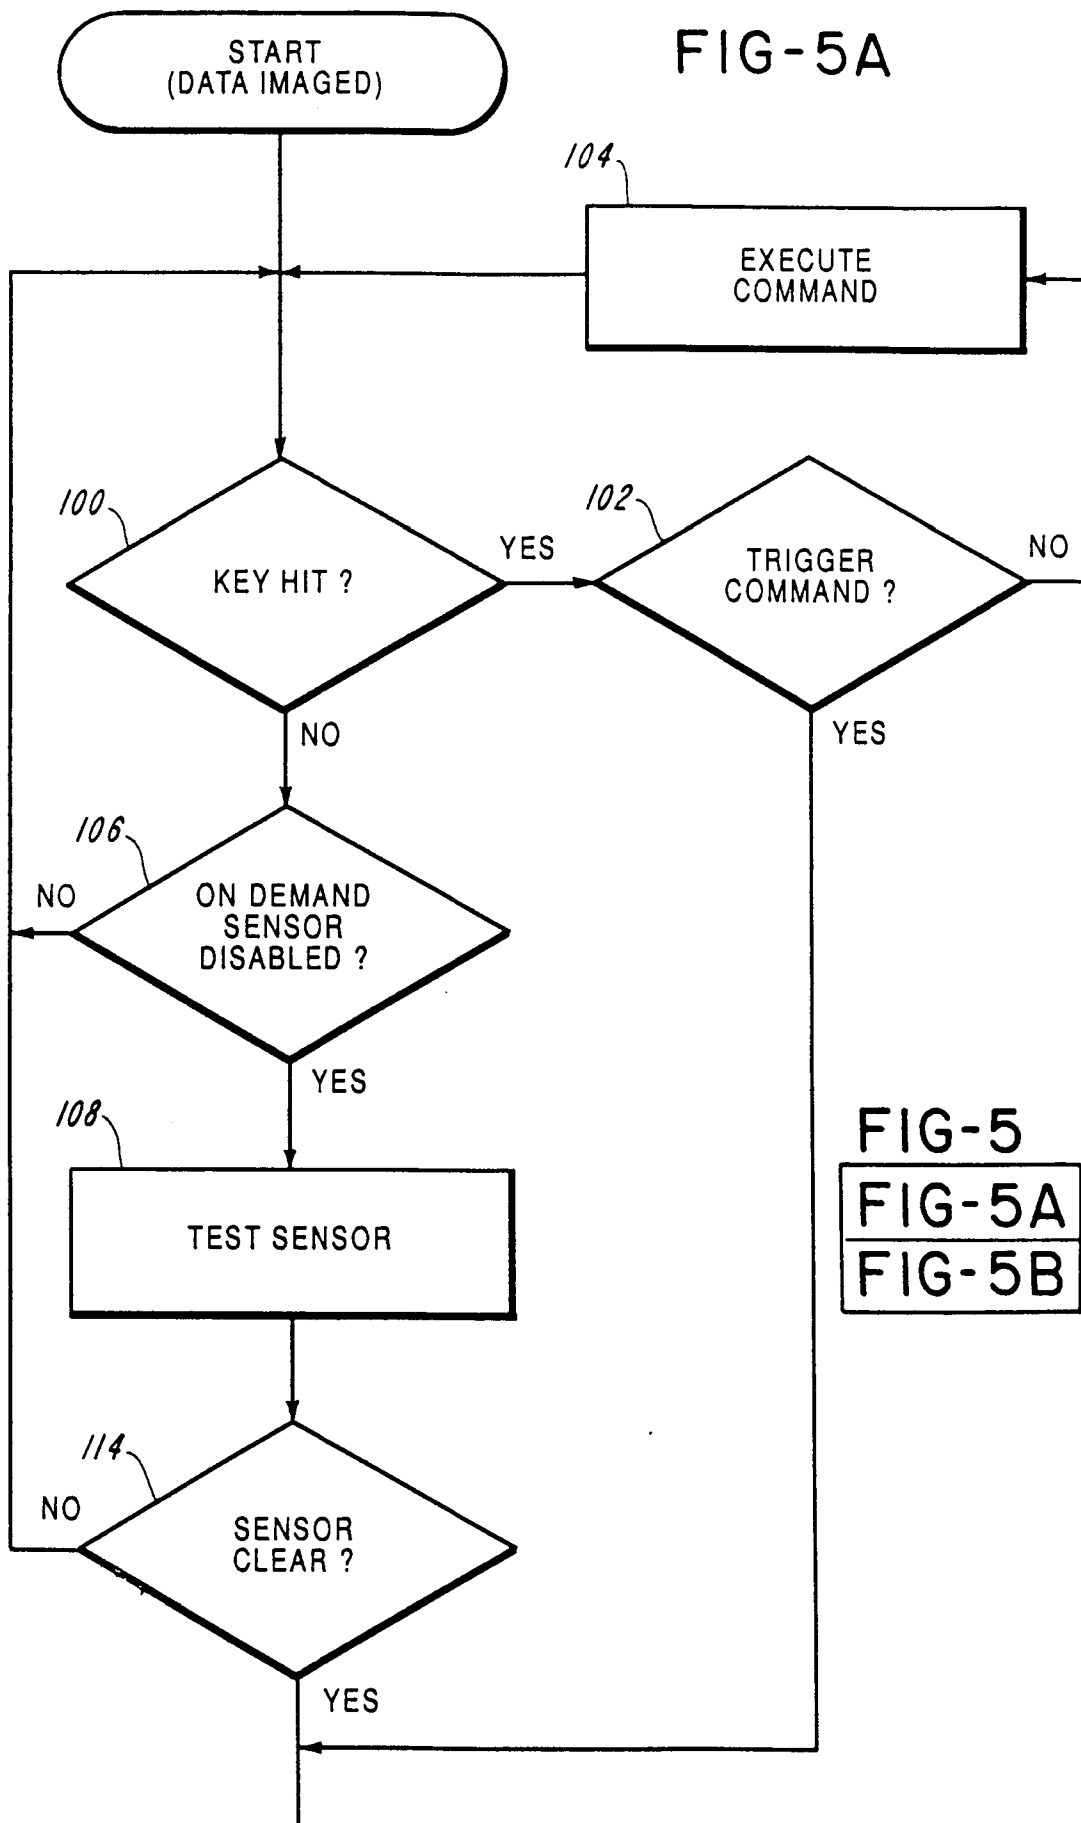 START
(DATA IMAGED)
FIG-5A
104
EXECUTE
COMMAND
100
KEY HIT ?
YES
102
TRIGGER
COMMAND ?
NO
NO
YES
106
NO
ON DEMAND
SENSOR
DISABLED ?
YES
108
TEST SENSOR
FIG-5
FIG-5A
FIG-5B
114
NO
SENSOR
CLEAR ?
YES